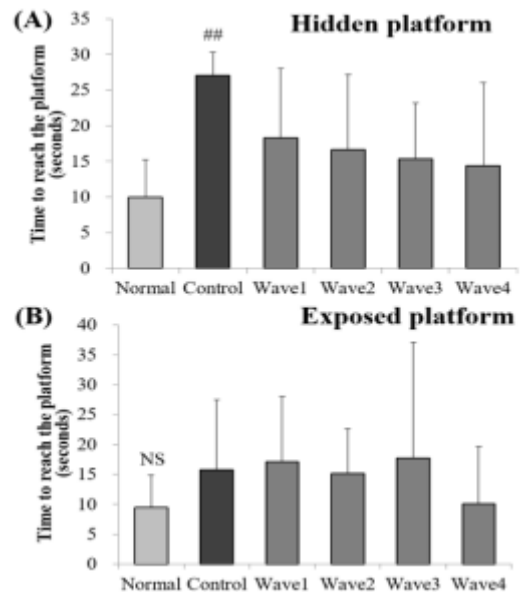 (A)
Hidden platform
##
Time to reach the platform
(seconds)
35
30
25
20
15
10
5
0
Normal Control Wave1 Wave2 Wave3 Wave4
(B)
Exposed platform
NS
Time to reach the platform
(seconds)
40
35
30
25
20
15
10
5
0
Normal Control Wave1 Wave2 Wave3 Wave4